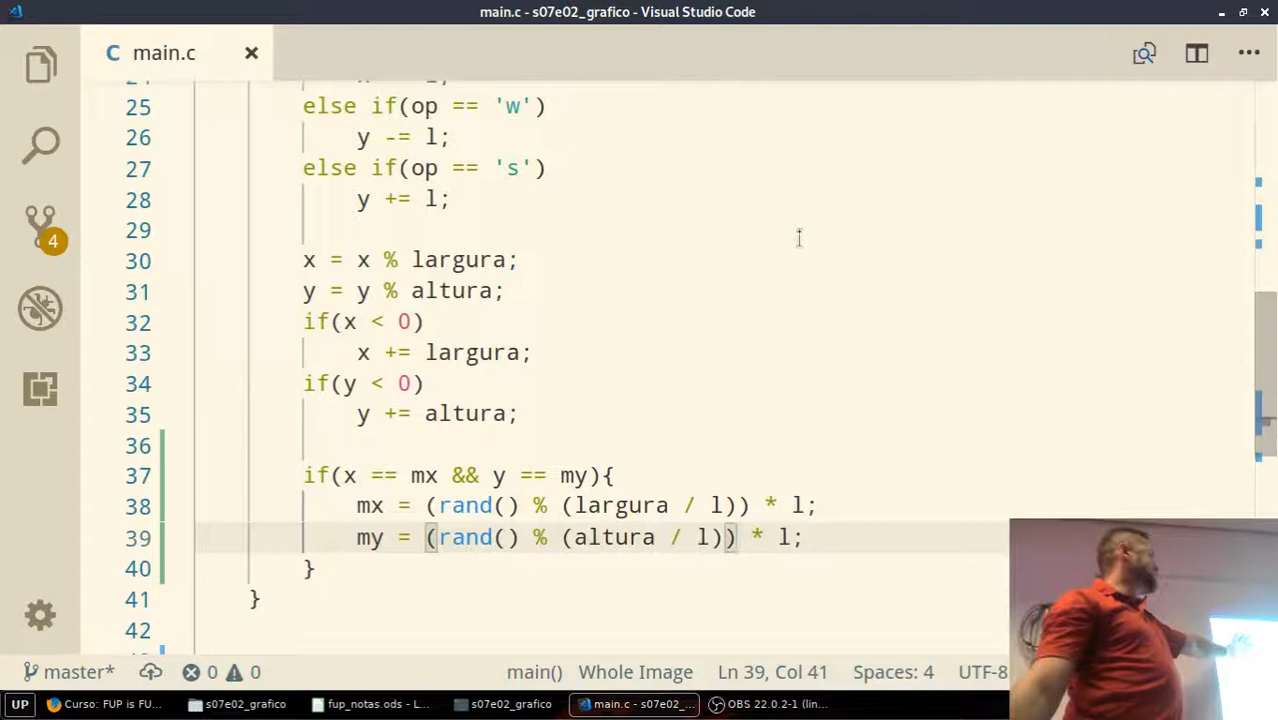 main.c - s07e02_grafico - Visual Studio Code
C main.c
25 else if(op == 'w')
26 y -= l;
27 else if(op == 's')
28 y += l;
29
30 x = x % largura;
31 y = y % altura;
32 if(x < 0)
33 x += largura;
34 if(y < 0)
35 y += altura;
36
37 if(x == mx && y == my){
38 mx = (rand() % (largura / l)) * l;
39 my = (rand() % (altura / l)) * l;
40 }
41 }
42
4
master* 0 0 main() Whole Image Ln 39, Col 41 Spaces: 4 UTF-8
UP Curso: FUP is FU... s07e02_grafico fup_notas.ods - L... s07e02_grafico main.c - s07e02_... OBS 22.0.2-1 (lin...